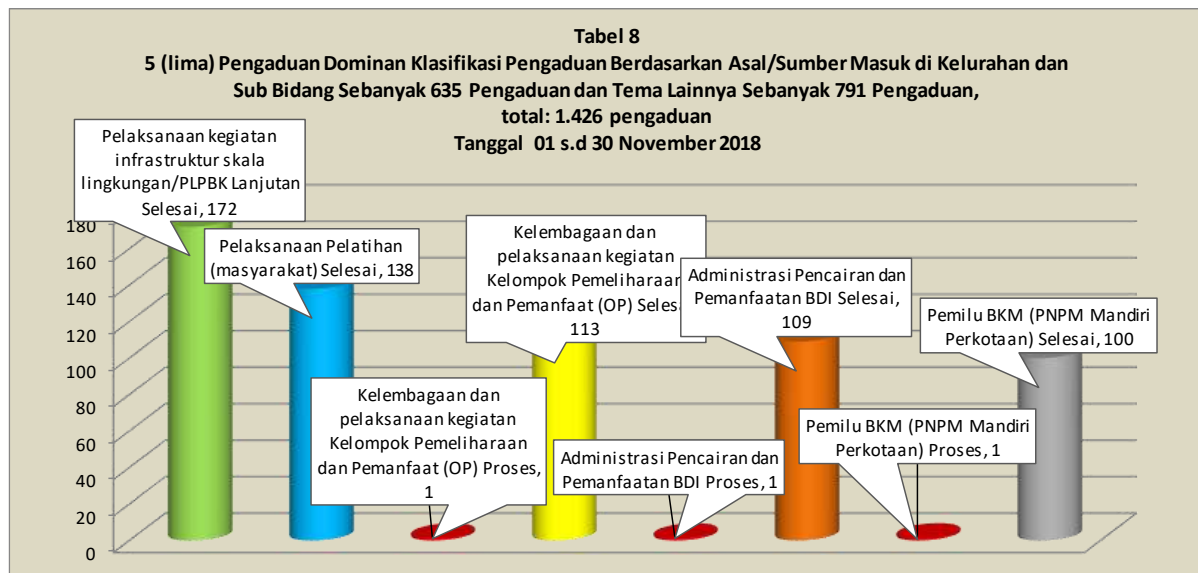 Tabel 8
5 (lima) Pengaduan Dominan Klasifikasi Pengaduan Berdasarkan Asal/Sumber Masuk di Kelurahan dan
Sub Bidang Sebanyak 635 Pengaduan dan Tema Lainnya Sebanyak 791 Pengaduan,
total: 1.426 pengaduan
Tanggal 01 s.d 30 November 2018
Pelaksanaan kegiatan
infrastruktur skala
lingkungan/PLPBK Lanjutan
Selesai, 172
Pelaksanaan Pelatihan
(masyarakat) Selesai, 138
Kelembagaan dan
pelaksanaan kegiatan
Kelompok Pemeliharaan
dan Pemanfaat (OP) Proses,
1
Kelembagaan dan
pelaksanaan kegiatan
Kelompok Pemeliharaan
dan Pemanfaat (OP) Selesai,
113
Administrasi Pencairan dan
Pemanfaatan BDI Proses, 1
Administrasi Pencairan dan
Pemanfaatan BDI Selesai,
109
Pemilu BKM (PNPM Mandiri
Perkotaan) Proses, 1
Pemilu BKM (PNPM Mandiri
Perkotaan) Selesai, 100
180
160
140
120
100
80
60
40
20
0